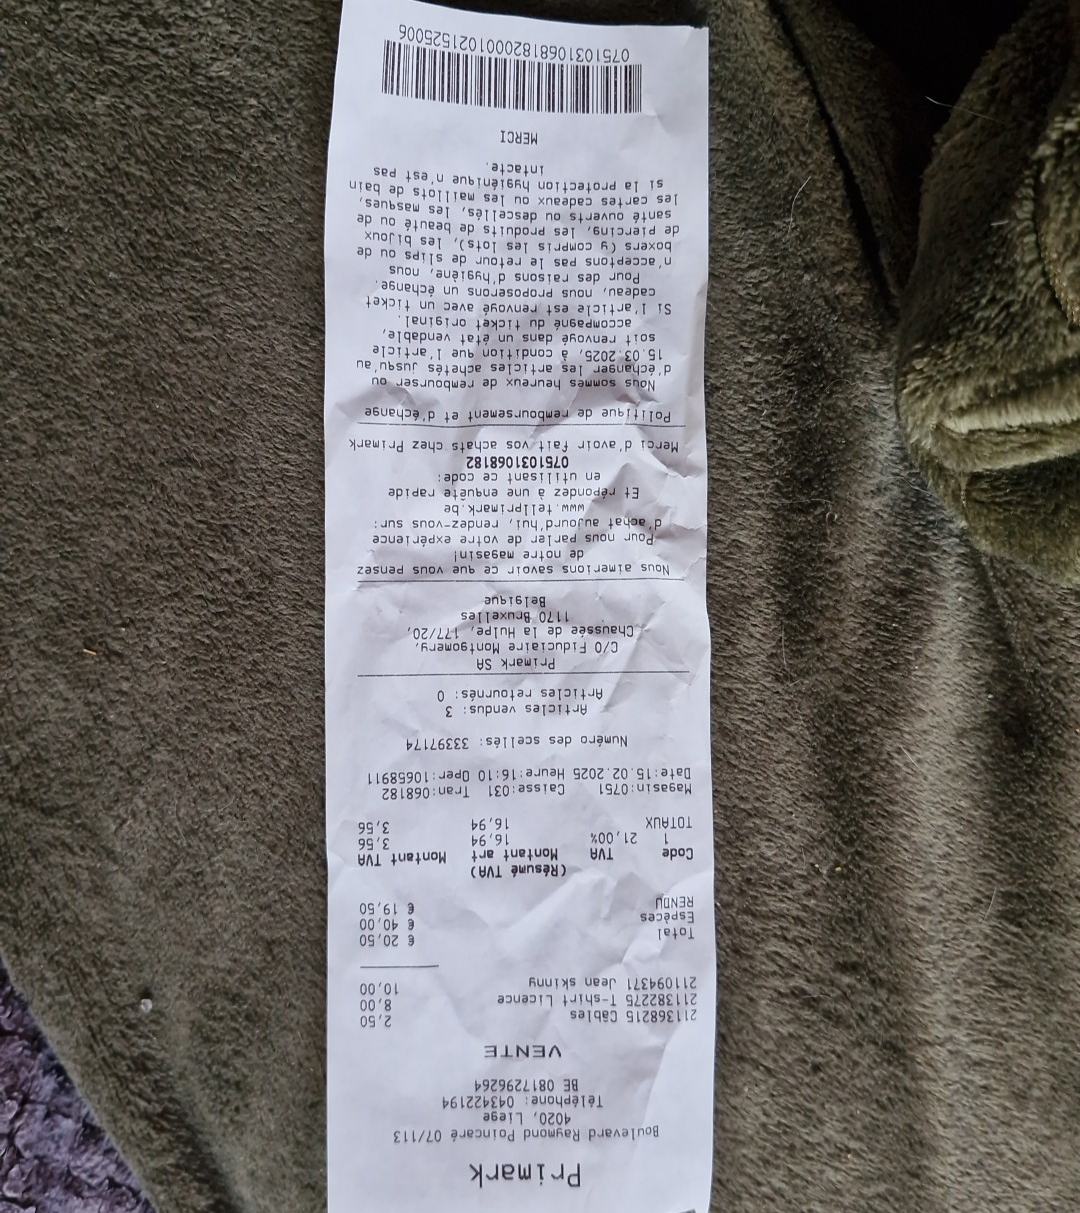 Primark
Boulevard Raymond Poincaré 07/113
4020, Liege
Téléphone: 043422194
BE 0817296264
VENTE
211368215 Câbles 2,50
211382275 T-shirt Licence 8,00
211094371 Jean skinny 10,00
Total € 20,50
Espèces € 40,00
RENDU € 19,50
(Résumé TVA)
Code TVA Montant art Montant TVA
1 21,00% 16,94 3,56
TOTAUX 16,94 3,56
Magasin:0751 Caisse:031 Tran:068182
Date:15.02.2025 Heure:16:10 Oper:10658911
Numéro des scellés: 33397174
Articles vendus: 3
Articles retournés: 0
Primark SA
C/O Fiduciaire Montgomery,
Chaussée de la Hulpe, 177/20,
1170 Bruxelles
Belgique
Nous aimerions savoir ce que vous pensez
de notre magasin!
Pour nous parler de votre expérience
d'achat aujourd'hui, rendez-vous sur:
www.tellprimark.be
Et répondez à une enquête rapide
en utilisant ce code:
0751031068182
Merci d'avoir fait vos achats chez Primark
Politique de remboursement et d'échange
Nous sommes heureux de rembourser ou
d'échanger les articles achetés jusqu'au
15.03.2025, à condition que l'article
soit renvoyé dans un état vendable,
accompagné du ticket original.
Si l'article est renvoyé avec un ticket
cadeau, nous proposerons un échange.
Pour des raisons d'hygiène, nous
n'acceptons pas le retour de slips ou de
boxers (y compris les lots), les bijoux
de piercing, les produits de beauté ou de
santé ouverts ou descellés, les masques,
les cartes cadeaux ou les maillots de bain
si la protection hygiénique n'est pas
intacte.
MERCI
07510310681820001021525006